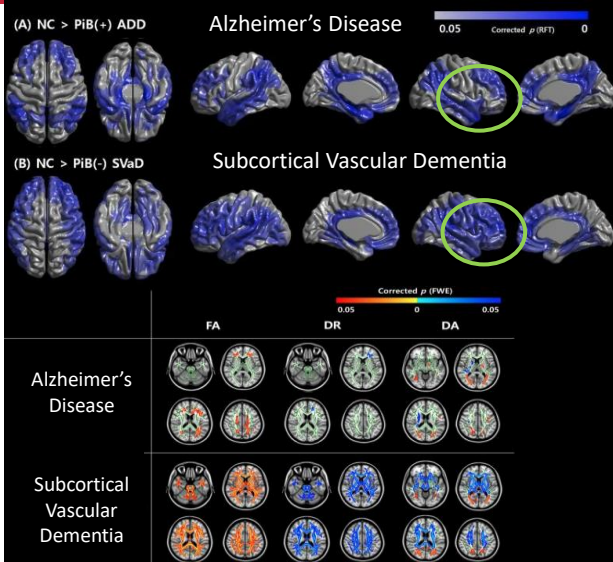 (A) NC > PiB(+) ADD
Alzheimer's Disease
0.05 Corrected p (RFT) 0
(B) NC > PiB(-) SVaD
Subcortical Vascular Dementia
Corrected p (FWE)
0.05 0 0.05
FA DR DA
Alzheimer's
Disease
Subcortical
Vascular
Dementia